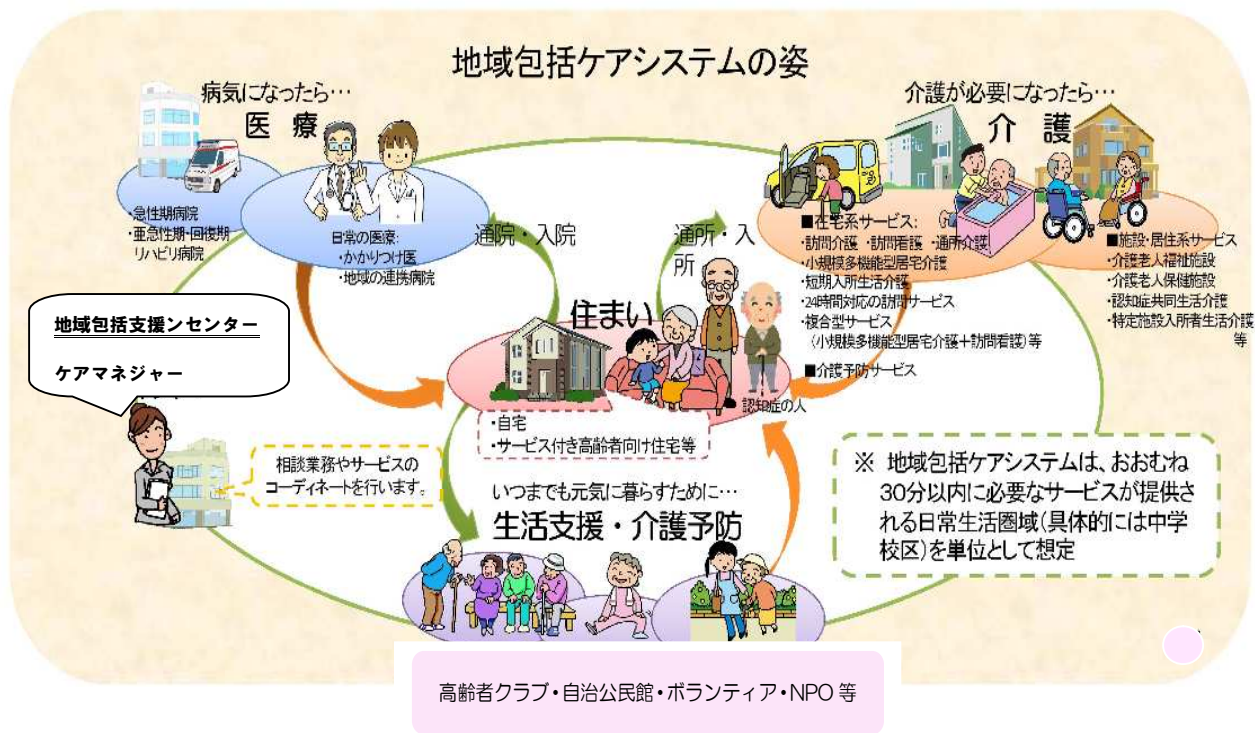 地域包括ケアシステムの姿
病気になったら…
医 療
・急性期病院
・亜急性期・回復期
リハビリ病院
日常の医療:
・かかりつけ医
・地域の連携病院
通院・入院
通所・入
所
介護が必要になったら…
介 護
■在宅系サービス:
・訪問介護 ・訪問看護 ・通所介護
・小規模多機能型居宅介護
・短期入所生活介護
・24時間対応の訪問サービス
・複合型サービス
(小規模多機能型居宅介護+訪問看護)等
■介護予防サービス
■施設・居住系サービス
・介護老人福祉施設
・介護老人保健施設
・認知症共同生活介護
・特定施設入所者生活介護
等
住まい
認知症の人
・自宅
・サービス付き高齢者向け住宅等
地域包括支援ンセンター
ケアマネジャー
相談業務やサービスの
コーディネートを行います。
いつまでも元気に暮らすために…
生活支援・介護予防
※ 地域包括ケアシステムは、おおむね
30分以内に必要なサービスが提供さ
れる日常生活圏域(具体的には中学
校区)を単位として想定
高齢者クラブ・自治公民館・ボランティア・NPO 等